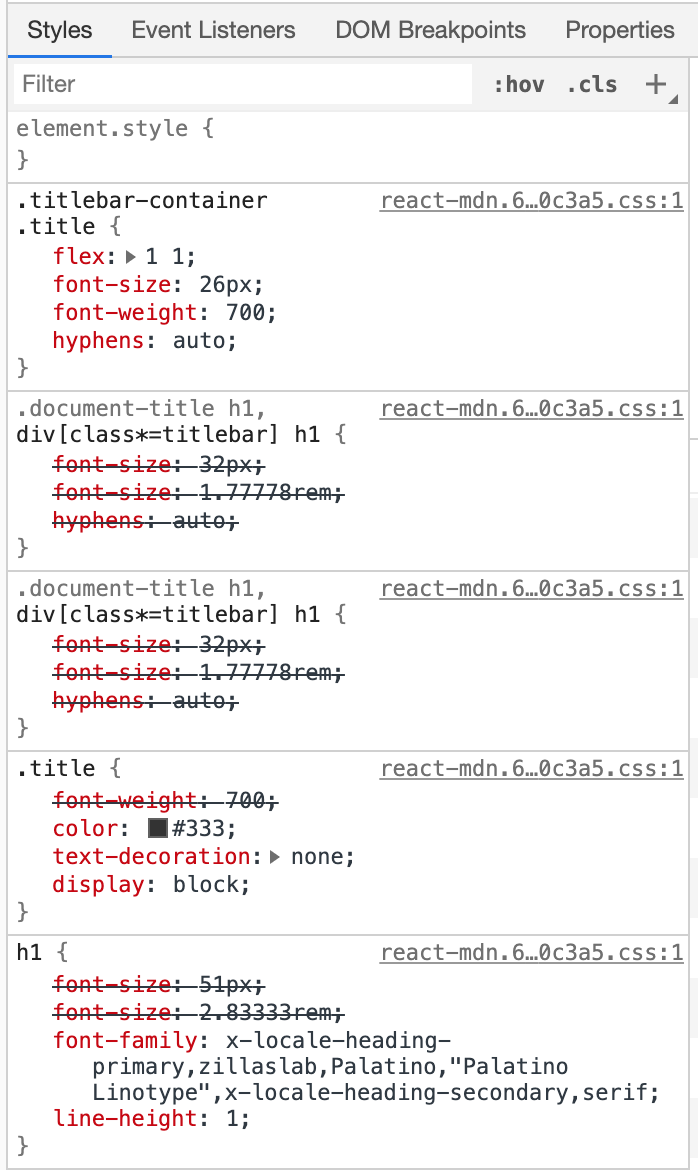 Styles Event Listeners DOM Breakpoints Properties
Filter :hov .cls +
element.style {
}
.titlebar-container react-mdn.6…0c3a5.css:1
.title {
flex: 1 1;
font-size: 26px;
font-weight: 700;
hyphens: auto;
}
.document-title h1, react-mdn.6…0c3a5.css:1
div[class*=titlebar] h1 {
font-size: 32px;
font-size: 1.77778rem;
hyphens: auto;
}
.document-title h1, react-mdn.6…0c3a5.css:1
div[class*=titlebar] h1 {
font-size: 32px;
font-size: 1.77778rem;
hyphens: auto;
}
.title { react-mdn.6…0c3a5.css:1
font-weight: 700;
color: #333;
text-decoration: none;
display: block;
}
h1 { react-mdn.6…0c3a5.css:1
font-size: 51px;
font-size: 2.83333rem;
font-family: x-locale-heading-
primary,zillaslab,Palatino,"Palatino
Linotype",x-locale-heading-secondary,serif;
line-height: 1;
}